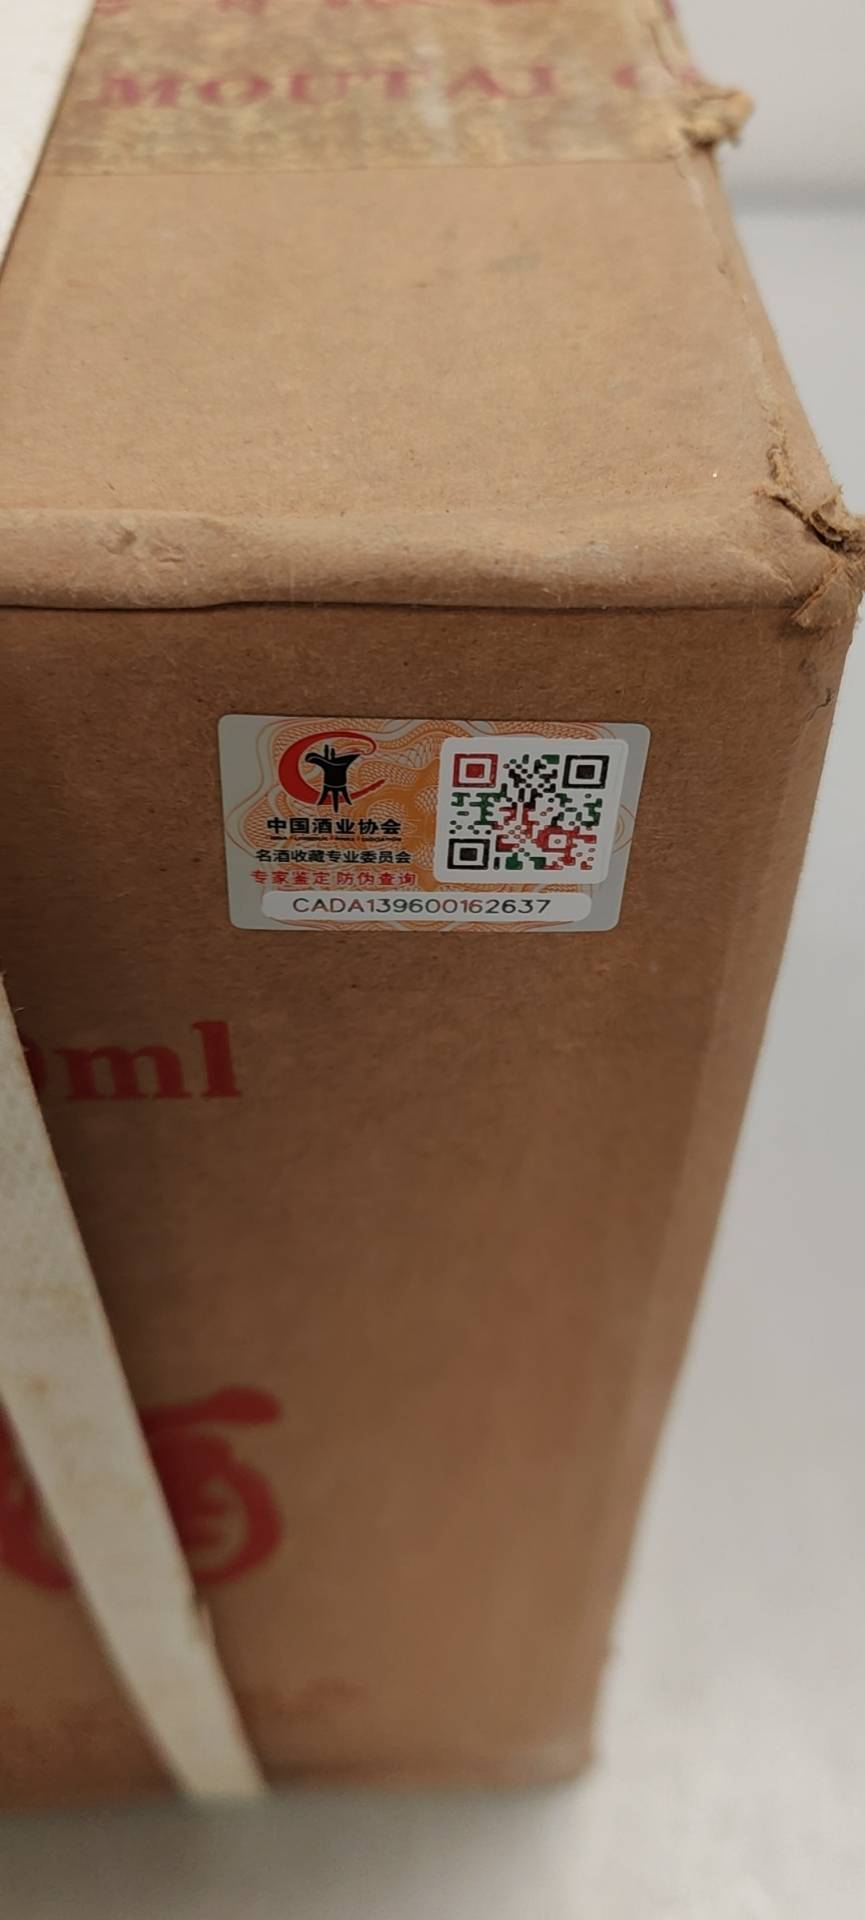 MOUTAI
中国酒业协会
名酒收藏专业委员会
专家鉴定 防伪查询
CADA139600162637
ml
酒